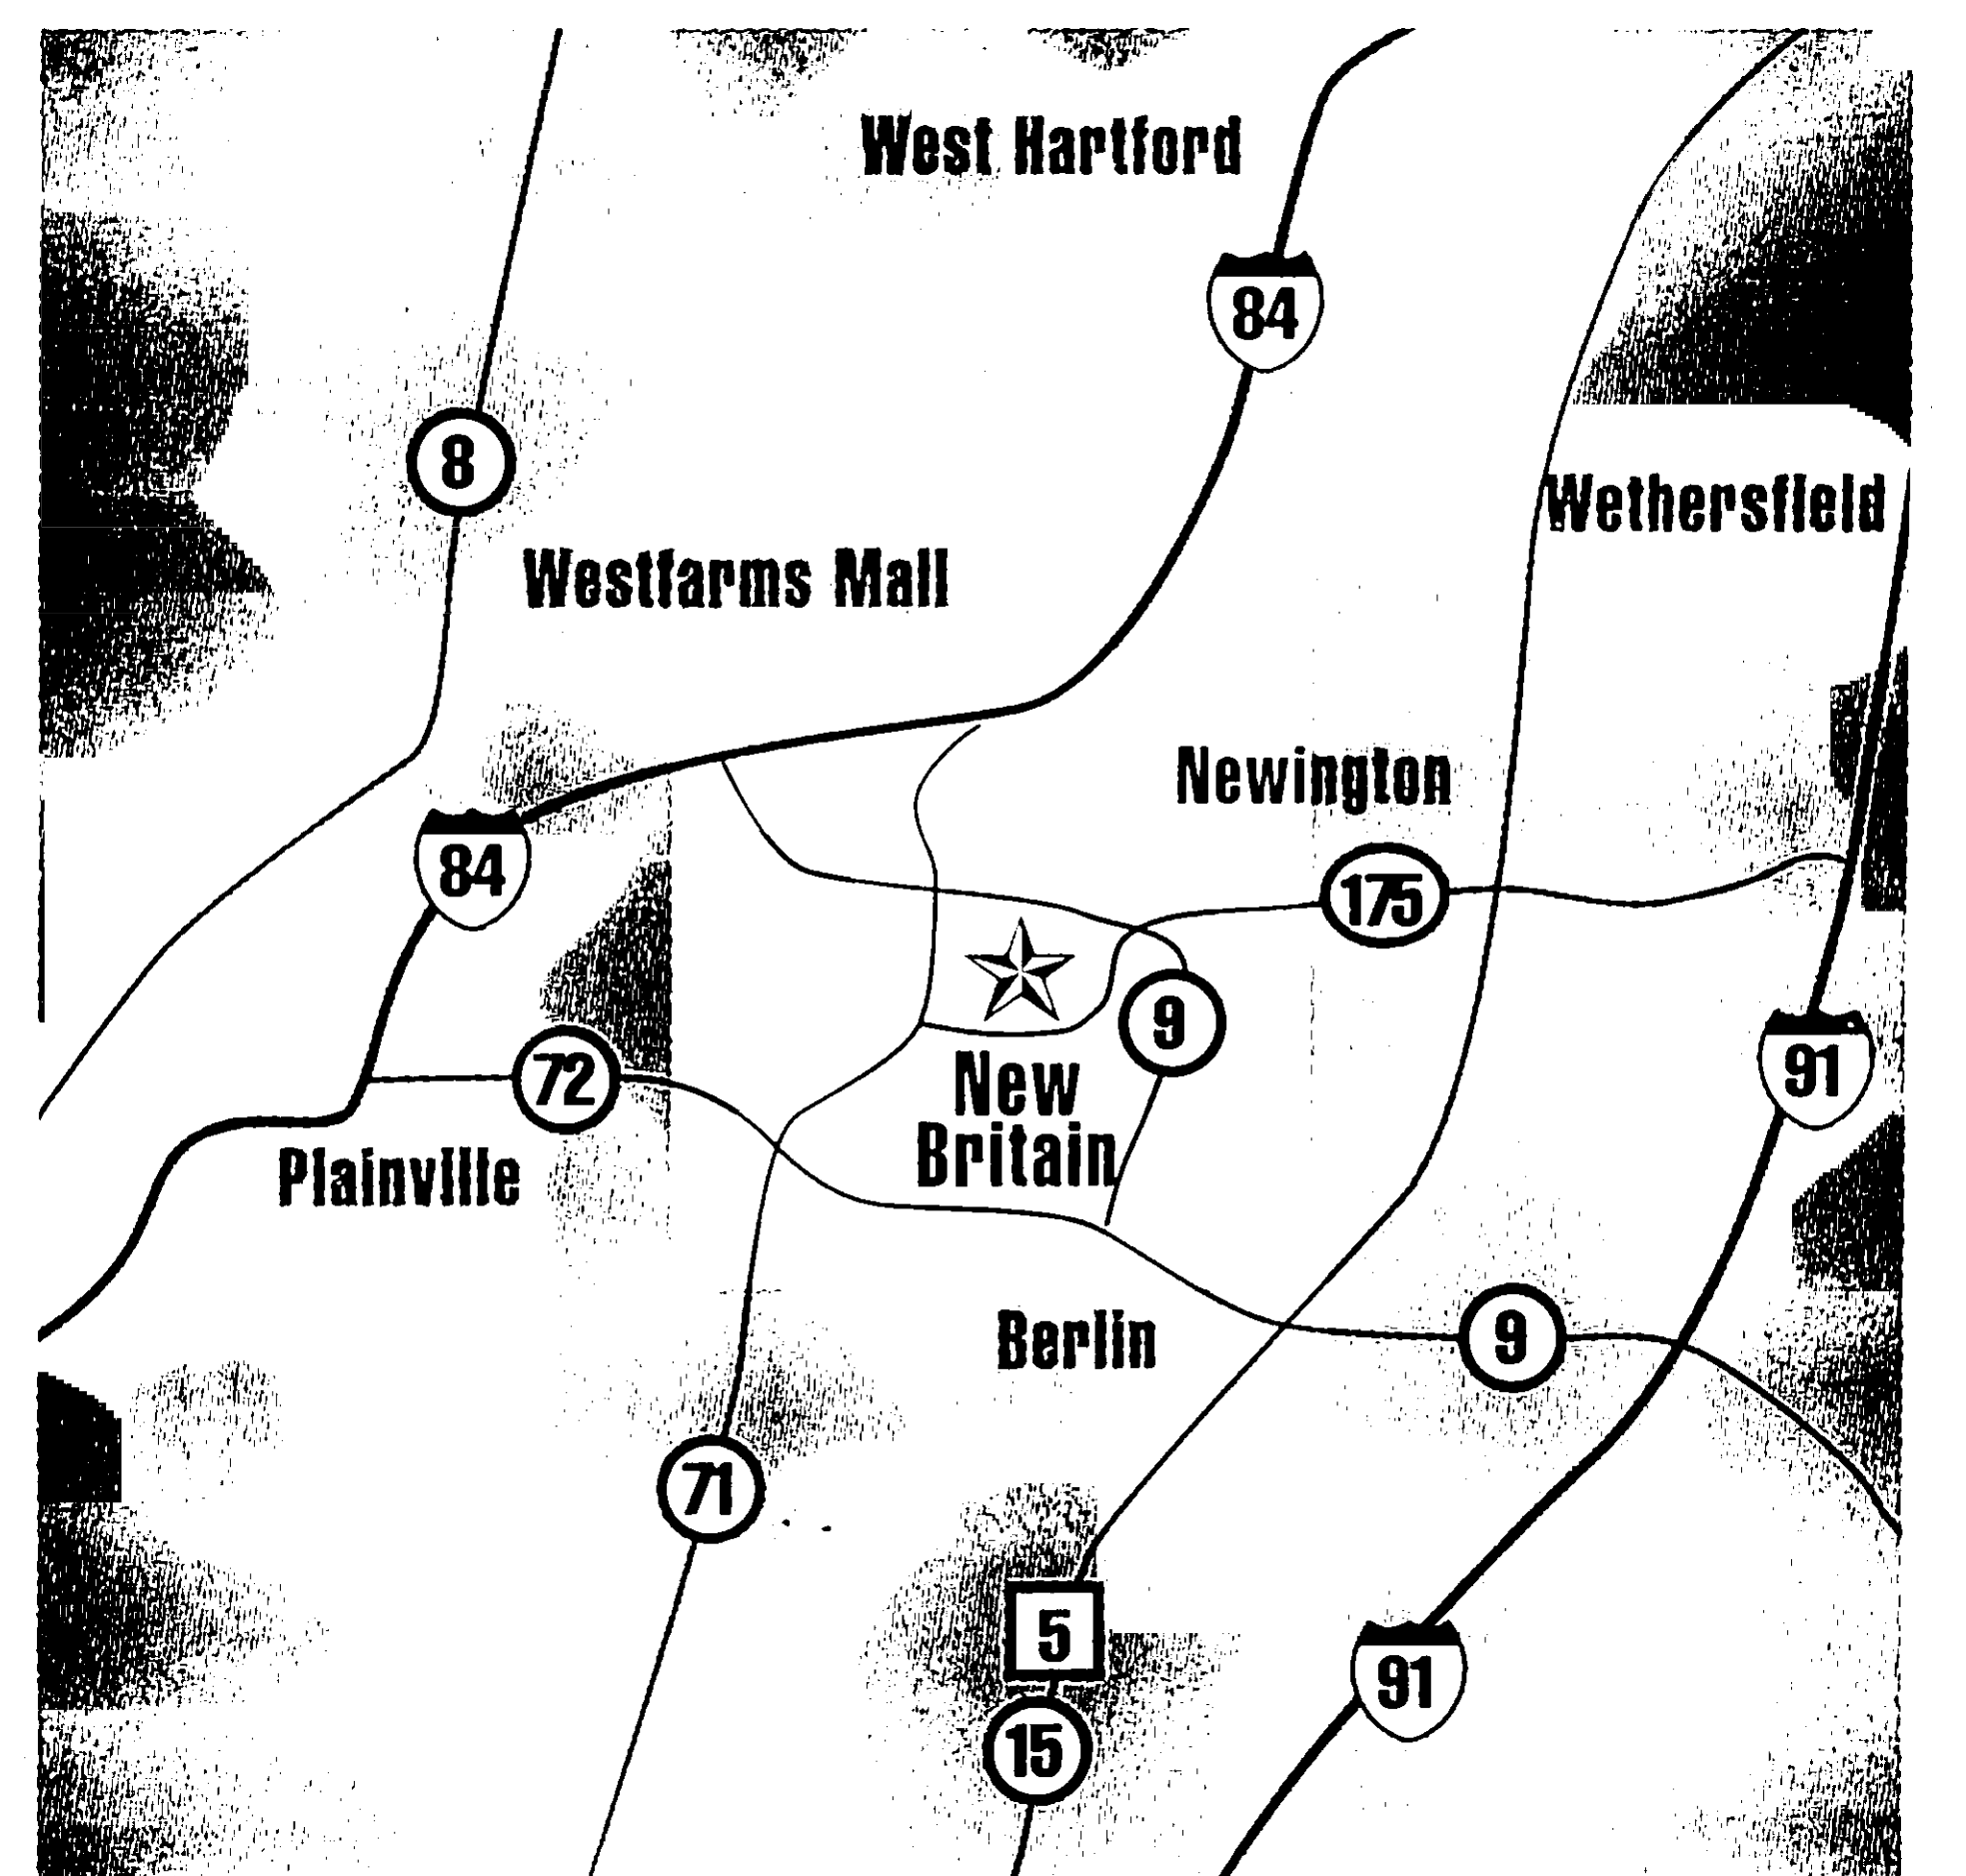 West Hartford
84
8
Wethersfield
Westfarms Mall
Newington
84
175
9
91
72
New
Britain
Plainville
Berlin
9
71
5
91
15